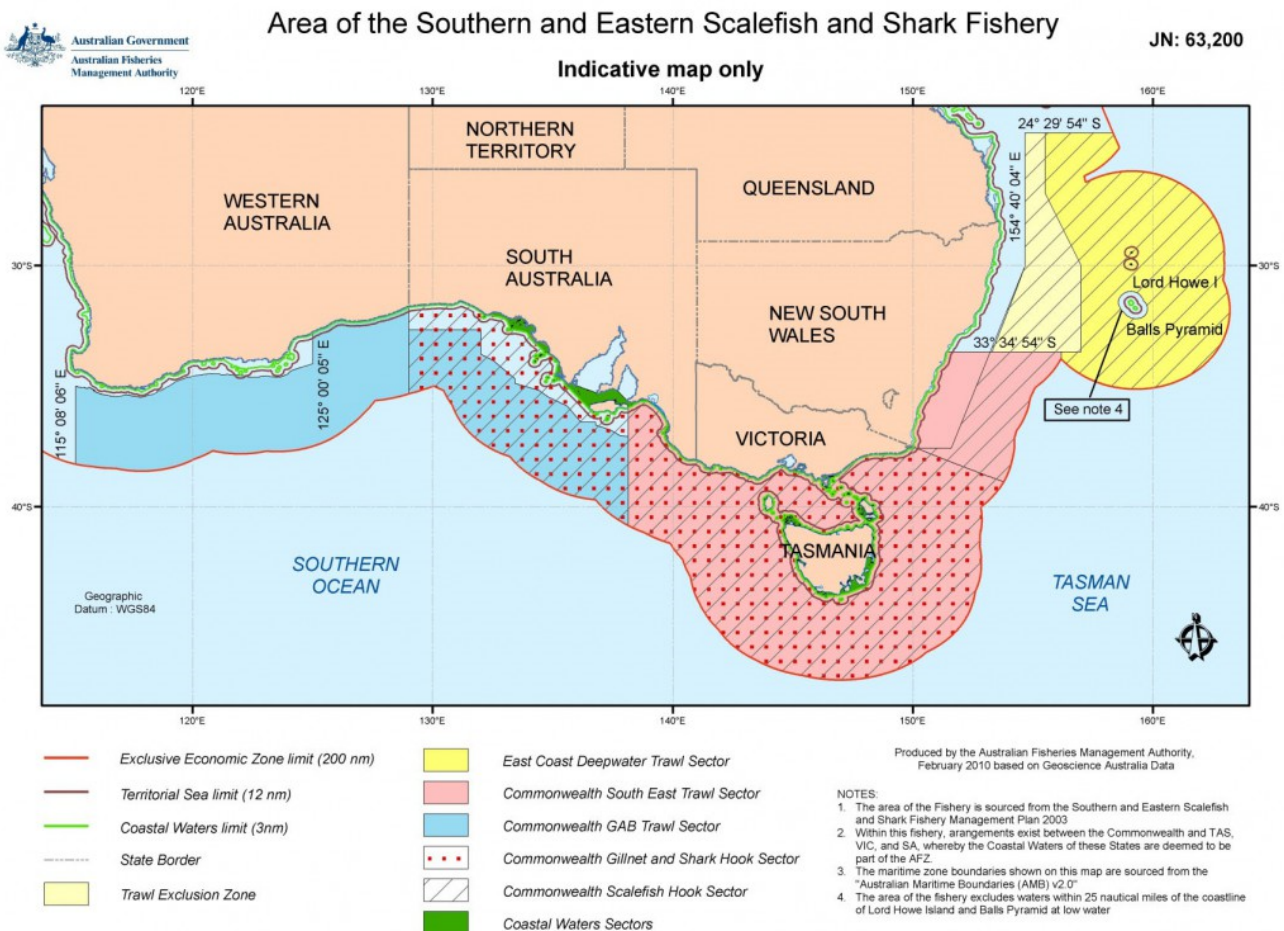 Area of the Southern and Eastern Scalefish and Shark Fishery
Australian Government
Australian Fisheries
Management Authority
JN: 63,200
Indicative map only
120°E
130°E
140°E
150°E
160°E
NORTHERN
TERRITORY
24° 29' 54" S
WESTERN
AUSTRALIA
QUEENSLAND
154° 40' 04" E
SOUTH
AUSTRALIA
30°S
30°S
Lord Howe I
NEW SOUTH
WALES
Balls Pyramid
33° 34' 54" S
115° 08' 06" E
125° 00' 05" E
See note 4
VICTORIA
40°S
40°S
TASMANIA
SOUTHERN
OCEAN
TASMAN
SEA
Geographic
Datum : WGS84
120°E
130°E
140°E
150°E
160°E
Exclusive Economic Zone limit (200 nm)
Territorial Sea limit (12 nm)
Coastal Waters limit (3nm)
State Border
Trawl Exclusion Zone
East Coast Deepwater Trawl Sector
Commonwealth South East Trawl Sector
Commonwealth GAB Trawl Sector
Commonwealth Gillnet and Shark Hook Sector
Commonwealth Scalefish Hook Sector
Coastal Waters Sectors
Produced by the Australian Fisheries Management Authority,
February 2010 based on Geoscience Australia Data
NOTES:
1. The area of the Fishery is sourced from the Southern and Eastern Scalefish
and Shark Fishery Management Plan 2003
2. Within this fishery, arangements exist between the Commonwealth and TAS,
VIC, and SA, whereby the Coastal Waters of these States are deemed to be
part of the AFZ.
3. The maritime zone boundaries shown on this map are sourced from the
"Australian Maritime Boundaries (AMB) v2.0"
4. The area of the fishery excludes waters within 25 nautical miles of the coastline
of Lord Howe Island and Balls Pyramid at low water